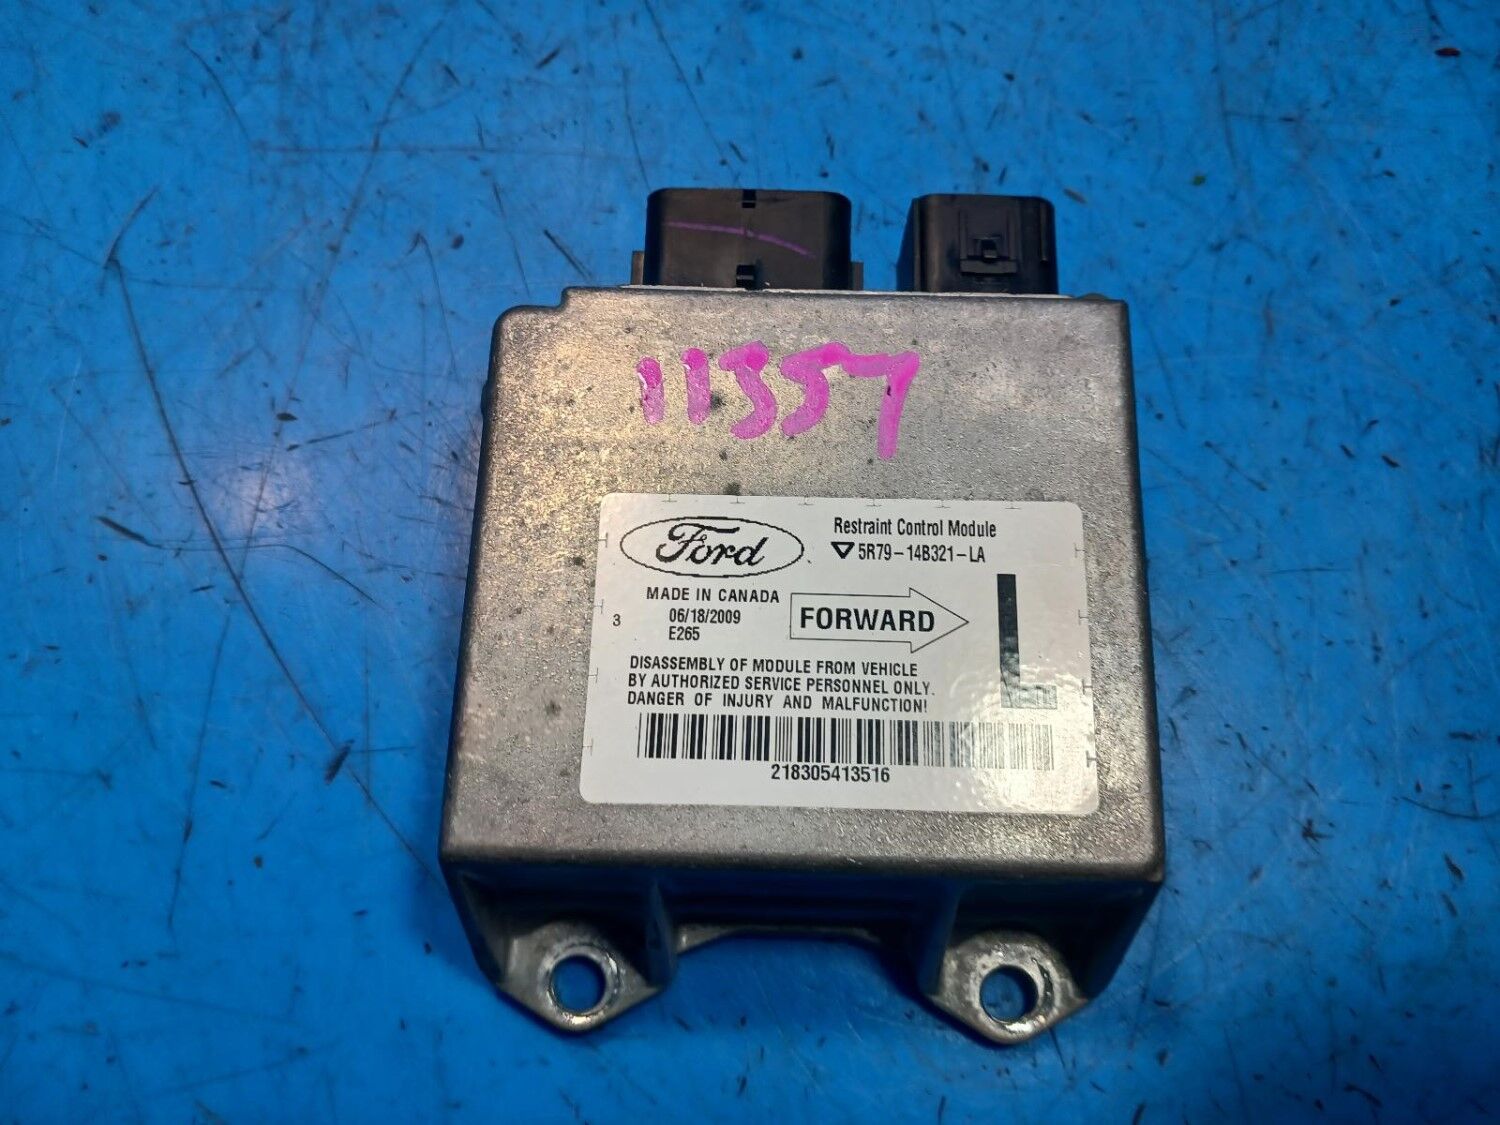 11357
Ford
Restraint Control Module
5R79-14B321-LA
MADE IN CANADA
06/18/2009
E265
3
FORWARD
L
DISASSEMBLY OF MODULE FROM VEHICLE
BY AUTHORIZED SERVICE PERSONNEL ONLY.
DANGER OF INJURY AND MALFUNCTION!
218305413516